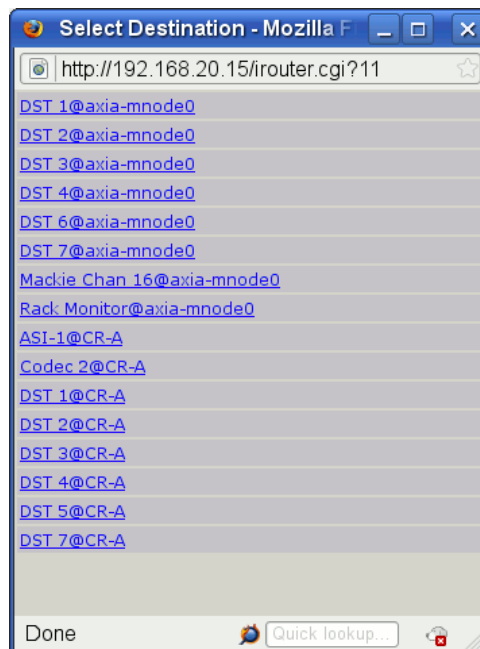 Select Destination - Mozilla F
http://192.168.20.15/irouter.cgi?11
DST 1@axia-mnode0
DST 2@axia-mnode0
DST 3@axia-mnode0
DST 4@axia-mnode0
DST 6@axia-mnode0
DST 7@axia-mnode0
Mackie Chan 16@axia-mnode0
Rack Monitor@axia-mnode0
ASI-1@CR-A
Codec 2@CR-A
DST 1@CR-A
DST 2@CR-A
DST 3@CR-A
DST 4@CR-A
DST 5@CR-A
DST 7@CR-A
Done Quick lookup...